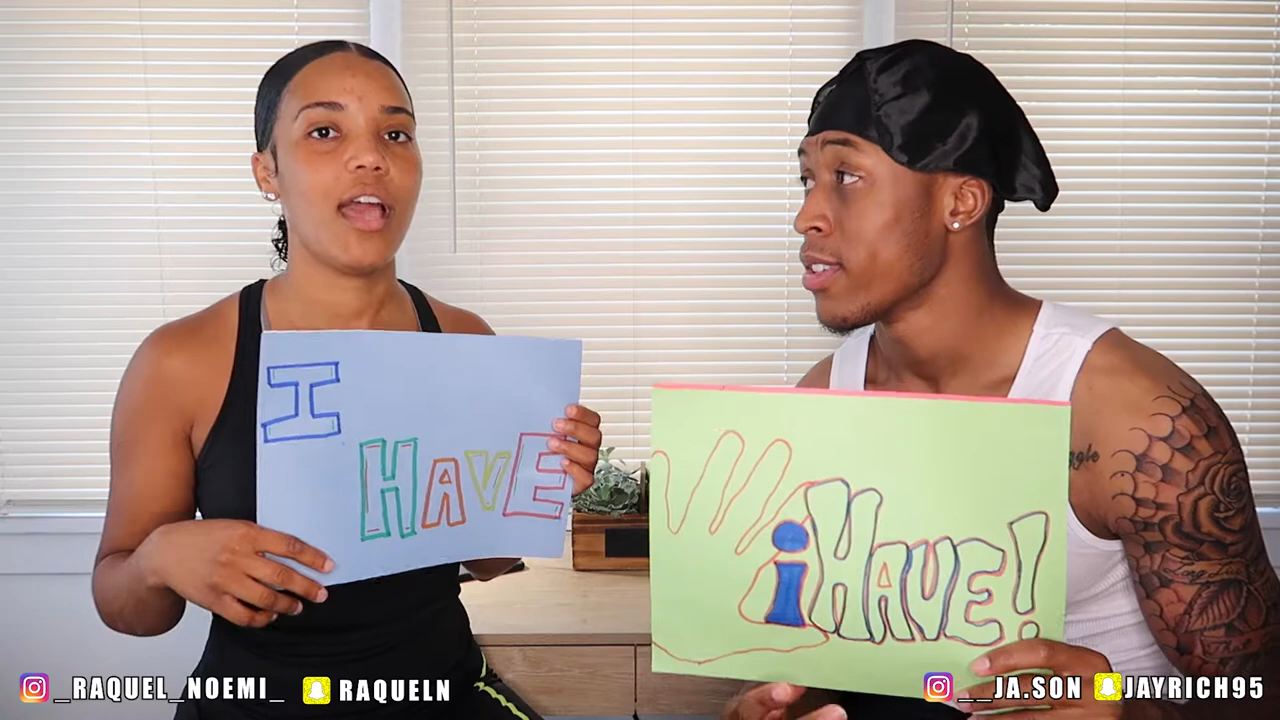 I
HAVE
iHAVE!
_RAQUEL_NOEMI_
RAQUELN
__JA.SON
JAYRICH95